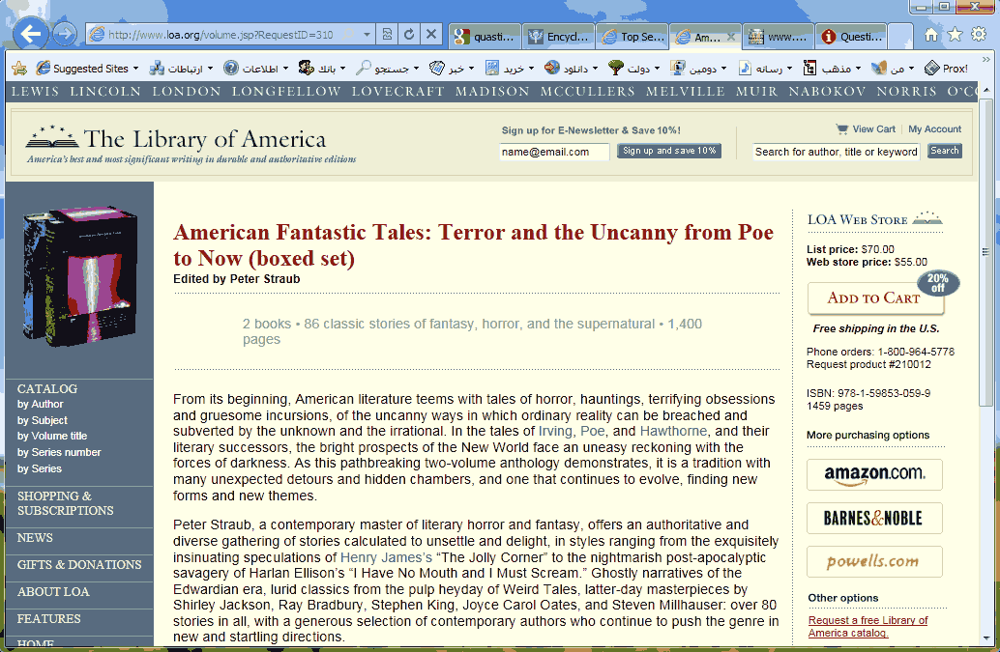 http://www.loa.org/volume.jsp?RequestID=310
quasti...
Encycl...
Top Se...
Am...
www....
Questi...
Suggested Sites
ارتباطات
اطلاعات
بانک
جستجو
خبر
خرید
دانلود
دولت
دومین
رسانه
مذهب
من
Prox!
LEWIS LINCOLN LONDON LONGFELLOW LOVECRAFT MADISON MCCULLERS MELVILLE MUIR NABOKOV NORRIS O'CO
The Library of America
America's best and most significant writing in durable and authoritative editions
Sign up for E-Newsletter & Save 10%!
name@email.com
Sign up and save 10%
View Cart | My Account
Search for author, title or keyword
Search
CATALOG
by Author
by Subject
by Volume title
by Series number
by Series
SHOPPING &
SUBSCRIPTIONS
NEWS
GIFTS & DONATIONS
ABOUT LOA
FEATURES
HOME
American Fantastic Tales: Terror and the Uncanny from Poe
to Now (boxed set)
Edited by Peter Straub
2 books • 86 classic stories of fantasy, horror, and the supernatural • 1,400
pages
From its beginning, American literature teems with tales of horror, hauntings, terrifying obsessions
and gruesome incursions, of the uncanny ways in which ordinary reality can be breached and
subverted by the unknown and the irrational. In the tales of Irving, Poe, and Hawthorne, and their
literary successors, the bright prospects of the New World face an uneasy reckoning with the
forces of darkness. As this pathbreaking two-volume anthology demonstrates, it is a tradition with
many unexpected detours and hidden chambers, and one that continues to evolve, finding new
forms and new themes.
Peter Straub, a contemporary master of literary horror and fantasy, offers an authoritative and
diverse gathering of stories calculated to unsettle and delight, in styles ranging from the exquisitely
insinuating speculations of Henry James's “The Jolly Corner” to the nightmarish post-apocalyptic
savagery of Harlan Ellison's “I Have No Mouth and I Must Scream.” Ghostly narratives of the
Edwardian era, lurid classics from the pulp heyday of Weird Tales, latter-day masterpieces by
Shirley Jackson, Ray Bradbury, Stephen King, Joyce Carol Oates, and Steven Millhauser: over 80
stories in all, with a generous selection of contemporary authors who continue to push the genre in
new and startling directions.
LOA WEB STORE
List price: $70.00
Web store price: $55.00
20%
off
ADD TO CART
Free shipping in the U.S.
Phone orders: 1-800-964-5778
Request product #210012
ISBN: 978-1-59853-059-9
1459 pages
More purchasing options
amazon.com.
BARNES&NOBLE
powells.com
Other options
Request a free Library of
America catalog.